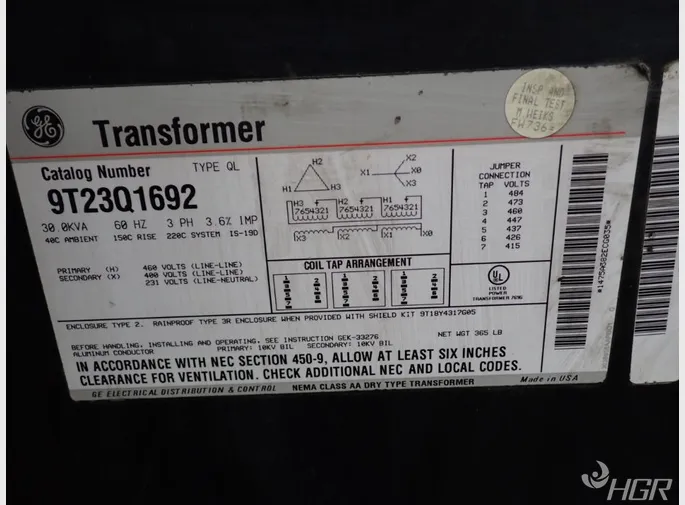 INSP AND
FINAL TEST
M WEIKS
GE
Transformer
Catalog Number
TYPE QL
9T23Q1692
30.0KVA 60 HZ 3 PH 3.6% IMP
40C AMBIENT 150C RISE 220C SYSTEM IS-19D
PRIMARY (H) 460 VOLTS (LINE-LINE)
SECONDARY (X) 400 VOLTS (LINE-LINE)
231 VOLTS (LINE-NEUTRAL)
H2
H1 H3
X2
X1 X0
X3
H3 H2 H1
7654321 7654321 7654321
X3 X2 X1 X0
COIL TAP ARRANGEMENT
JUMPER
CONNECTION
TAP VOLTS
1 484
2 473
3 460
4 447
5 437
6 426
7 415
UL
LISTED
POWER
TRANSFORMER 7696
ENCLOSURE TYPE 2. RAINPROOF TYPE 3R ENCLOSURE WHEN PROVIDED WITH SHIELD KIT 9T18Y4317G05
BEFORE HANDLING, INSTALLING AND OPERATING, SEE INSTRUCTION GEK-33276 NET WGT 365 LB
ALUMINUM CONDUCTOR PRIMARY: 10KV BIL SECONDARY: 10KV BIL
IN ACCORDANCE WITH NEC SECTION 450-9, ALLOW AT LEAST SIX INCHES
CLEARANCE FOR VENTILATION. CHECK ADDITIONAL NEC AND LOCAL CODES.
GE ELECTRICAL DISTRIBUTION & CONTROL NEMA CLASS AA DRY TYPE TRANSFORMER Made in USA
HGR